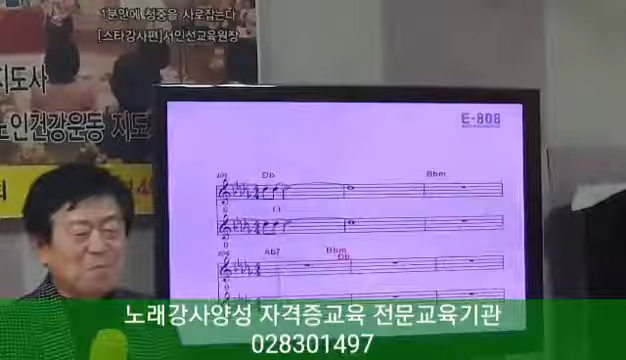 1분안에 청중을 사로잡는다
[스타강사편]서인선교육원장
지도사
노인건강운동 지도
E-808
Db
Bbm
Ab7
Bbm
Db
노래강사양성 자격증교육 전문교육기관
028301497